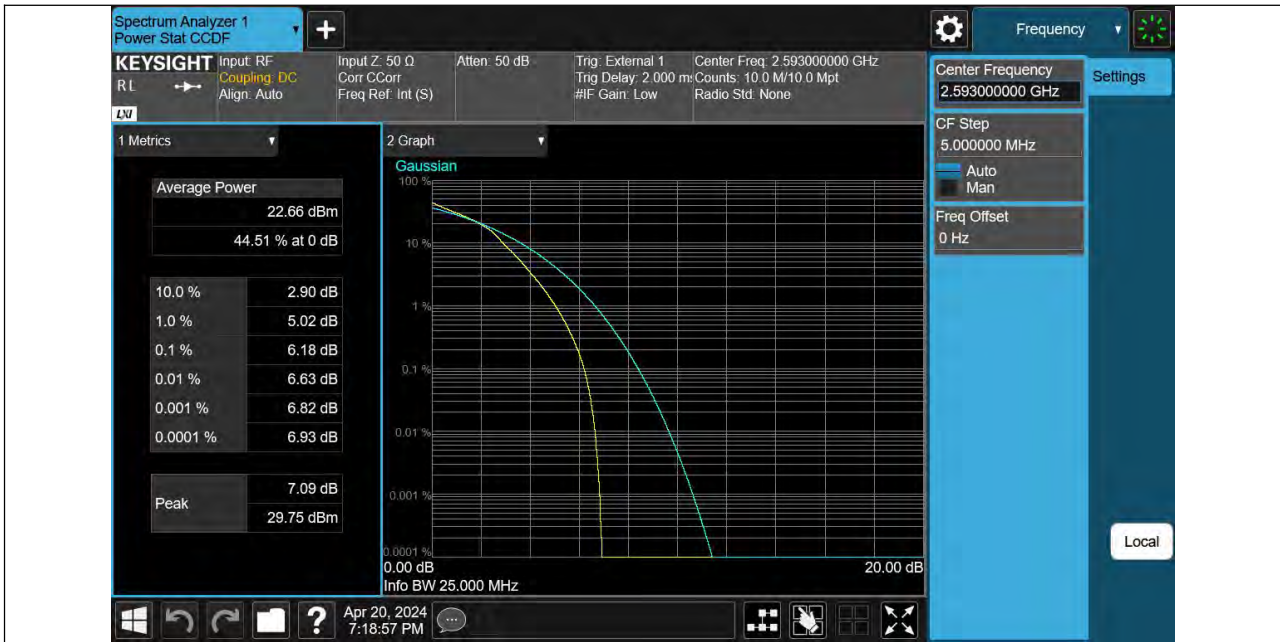 Spectrum Analyzer 1
Power Stat CCDF
+
Frequency
KEYSIGHT
RL
LXI
Input: RF
Coupling: DC
Align: Auto
Input Z: 50 Ω
Corr CCorr
Freq Ref: Int (S)
Atten: 50 dB
Trig: External 1
Trig Delay: 2.000 ms
#IF Gain: Low
Center Freq: 2.593000000 GHz
Counts: 10.0 M/10.0 Mpt
Radio Std: None
Center Frequency
2.593000000 GHz
Settings
CF Step
5.000000 MHz
Auto
Man
Freq Offset
0 Hz
1 Metrics
Average Power
22.66 dBm
44.51 % at 0 dB
10.0 % 2.90 dB
1.0 % 5.02 dB
0.1 % 6.18 dB
0.01 % 6.63 dB
0.001 % 6.82 dB
0.0001 % 6.93 dB
Peak
7.09 dB
29.75 dBm
2 Graph
Gaussian
100 %
10 %
1 %
0.1 %
0.01 %
0.001 %
0.0001 %
0.00 dB 20.00 dB
Info BW 25.000 MHz
Local
?
Apr 20, 2024
7:18:57 PM